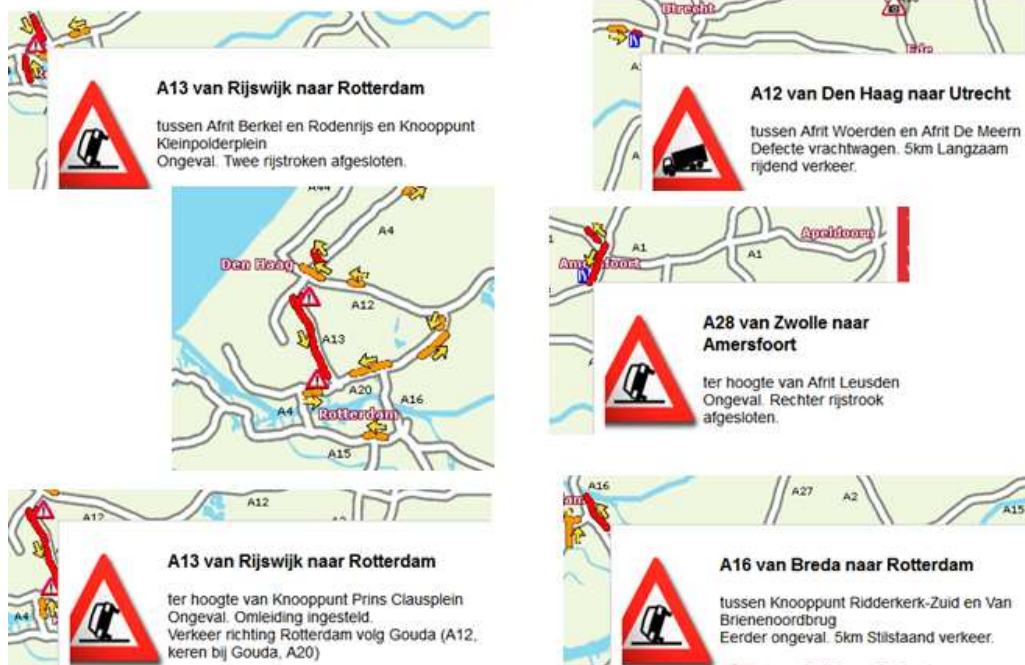 A13 van Rijswijk naar Rotterdam
tussen Afrit Berkel en Rodenrijs en Knooppunt
Kleinpolderplein
Ongeval. Twee rijstroken afgesloten.
Utrecht
Ede
A12 van Den Haag naar Utrecht
tussen Afrit Woerden en Afrit De Meern
Defecte vrachtwagen. 5km Langzaam
rijdend verkeer.
A44
A4
Den Haag
A12
A13
A20
A16
A4
Rotterdam
A15
A1
Apeldoorn
A1
Amersfoort
A28 van Zwolle naar
Amersfoort
ter hoogte van Afrit Leusden
Ongeval. Rechter rijstrook
afgesloten.
A12
A12
A4
A13 van Rijswijk naar Rotterdam
ter hoogte van Knooppunt Prins Clausplein
Ongeval. Omleiding ingesteld.
Verkeer richting Rotterdam volg Gouda (A12,
keren bij Gouda, A20)
A16
A27
A2
A15
A16 van Breda naar Rotterdam
tussen Knooppunt Ridderkerk-Zuid en Van
Brienenoordbrug
Eerder ongeval. 5km Stilstaand verkeer.